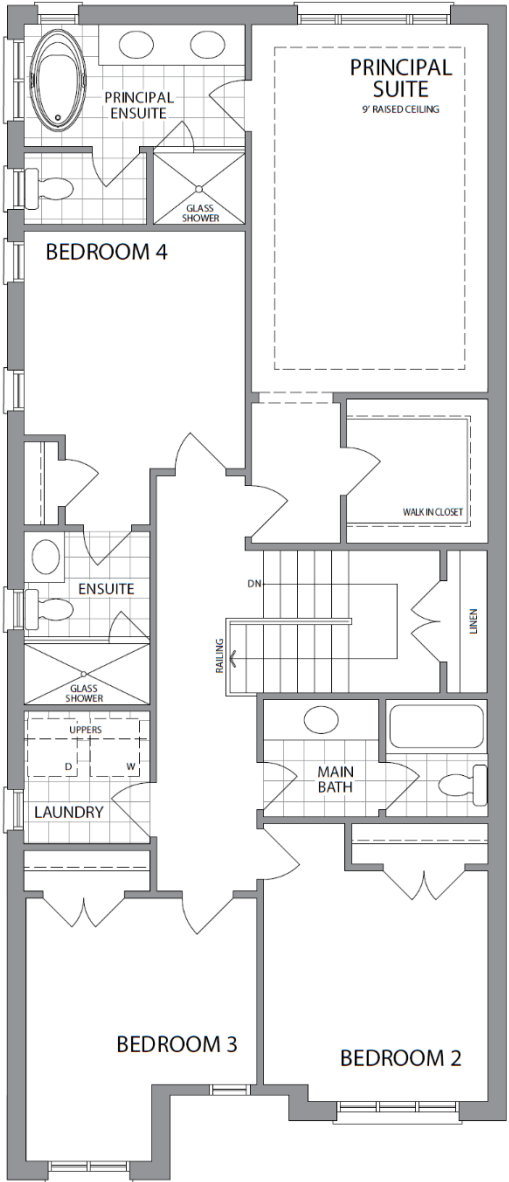 PRINCIPAL
SUITE
9' RAISED CEILING
PRINCIPAL
ENSUITE
GLASS
SHOWER
BEDROOM 4
WALK IN CLOSET
ENSUITE
DN
LINEN
RAILING
GLASS
SHOWER
UPPERS
D
W
LAUNDRY
MAIN
BATH
BEDROOM 3
BEDROOM 2